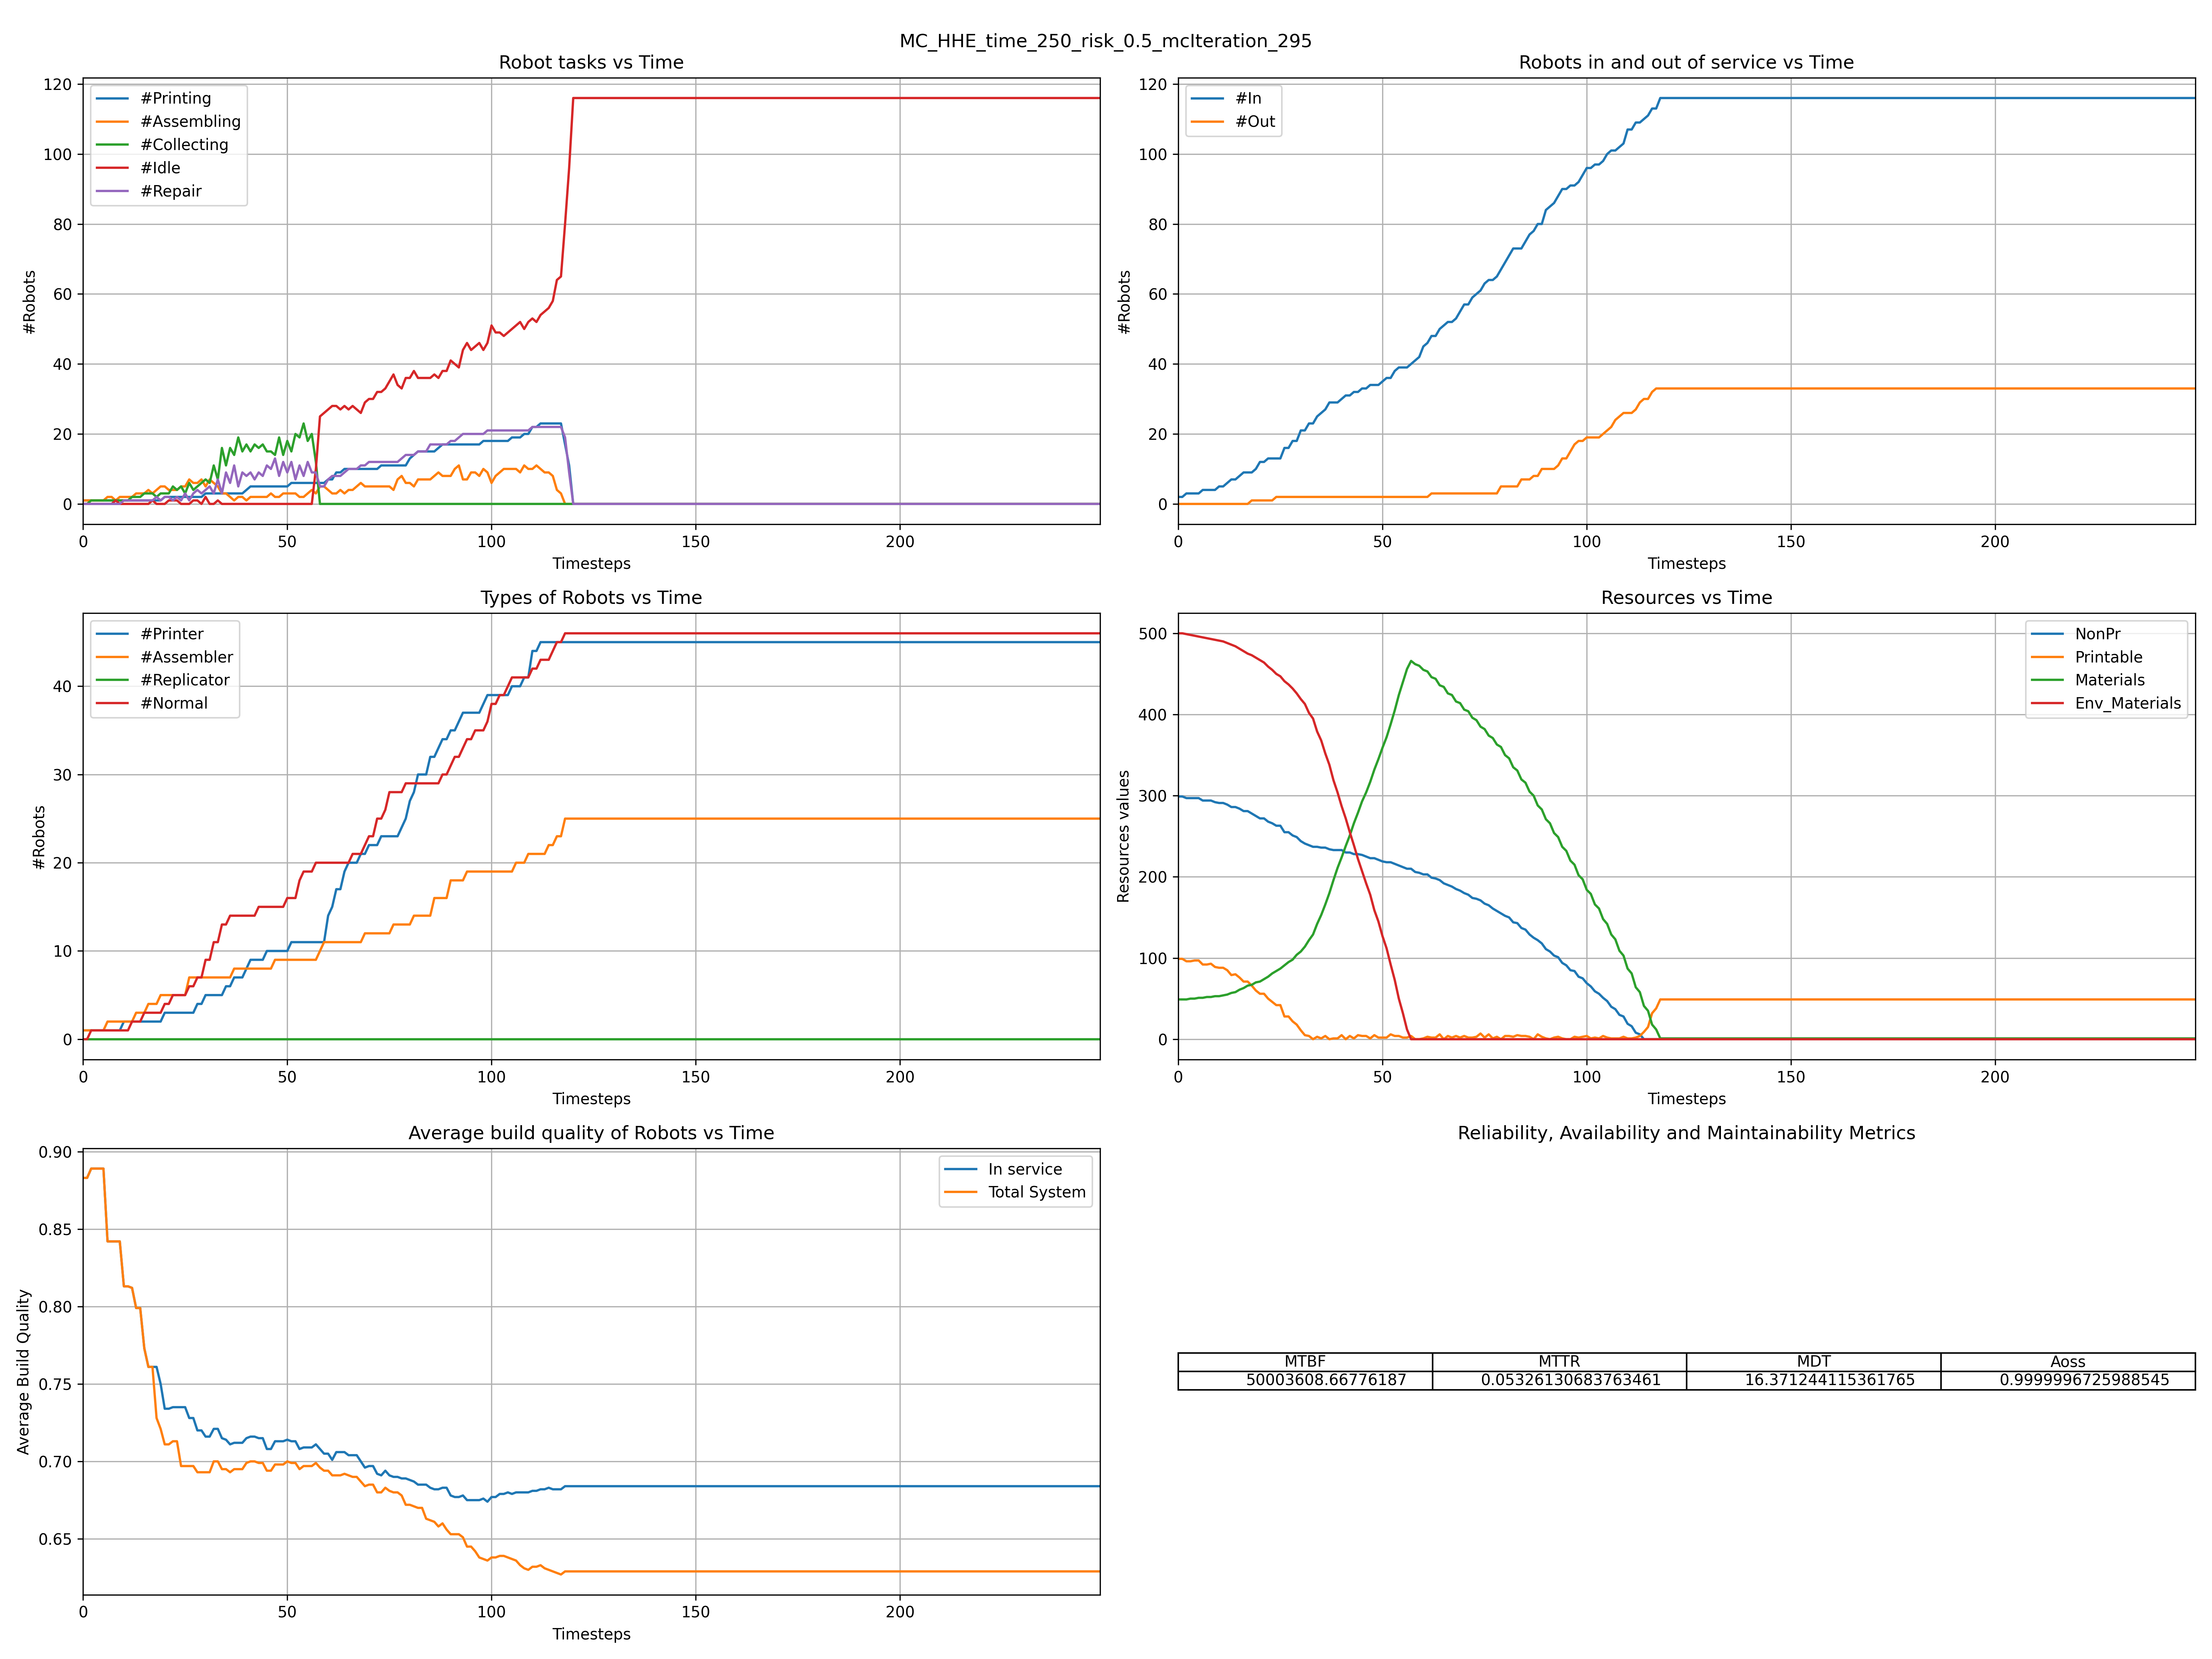 MC_HHE_time_250_risk_0.5_mcIteration_295
Robot tasks vs Time
#Robots
120
100
80
60
40
20
0
#Printing
#Assembling
#Collecting
#Idle
#Repair
0 50 100 150 200
Timesteps
Robots in and out of service vs Time
#Robots
120
100
80
60
40
20
0
#In
#Out
0 50 100 150 200
Timesteps
Types of Robots vs Time
#Robots
40
30
20
10
0
#Printer
#Assembler
#Replicator
#Normal
0 50 100 150 200
Timesteps
Resources vs Time
Resources values
500
400
300
200
100
0
NonPr
Printable
Materials
Env_Materials
0 50 100 150 200
Timesteps
Average build quality of Robots vs Time
Average Build Quality
0.90
0.85
0.80
0.75
0.70
0.65
In service
Total System
0 50 100 150 200
Timesteps
Reliability, Availability and Maintainability Metrics
MTBF MTTR MDT Aoss
50003608.66776187 0.05326130683763461 16.371244115361765 0.9999996725988545